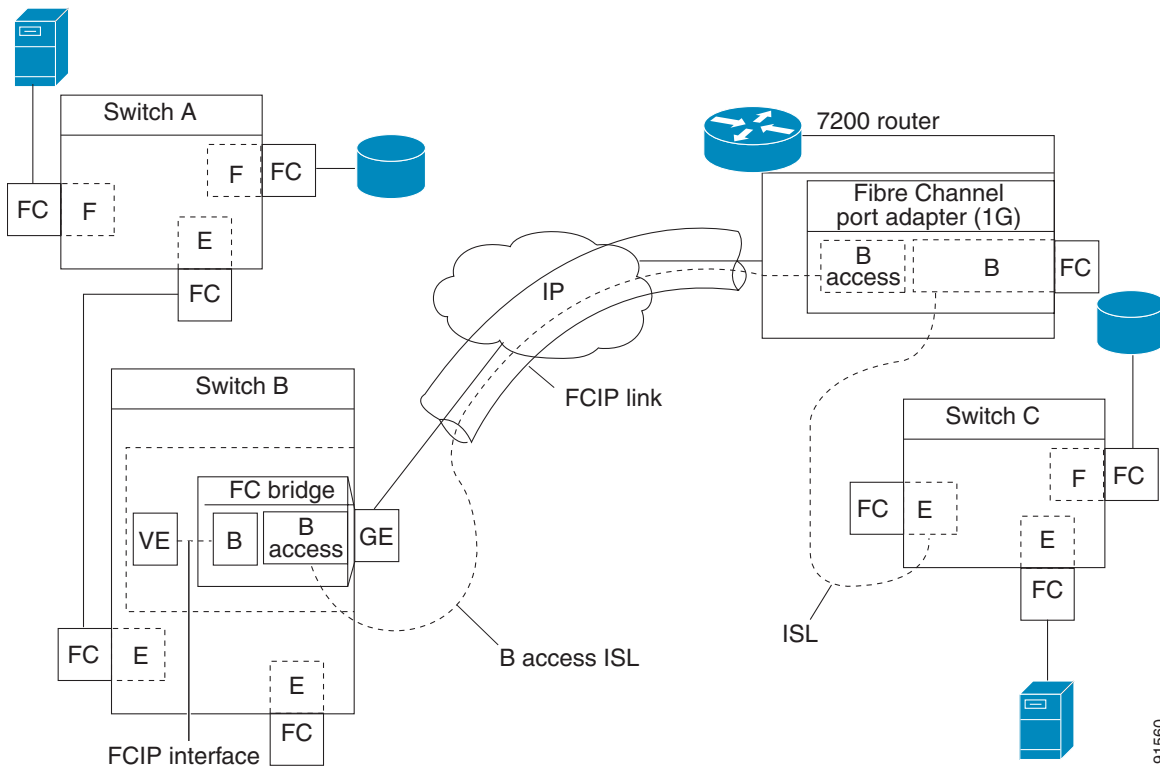 Switch A
7200 router
F
FC
FC
F
E
FC
Fibre Channel
port adapter (1G)
B
access
B
FC
IP
FCIP link
Switch B
Switch C
FC bridge
VE
B
B
access
GE
F
FC
FC
E
E
FC
ISL
B access ISL
FC
E
E
FC
FCIP interface
91560